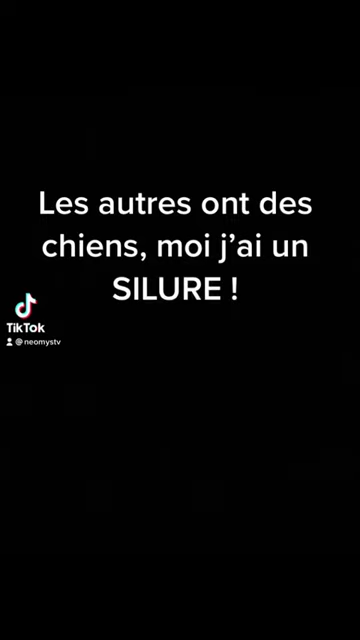 Les autres ont des
chiens, moi j’ai un
SILURE !
TikTok
@neomystv